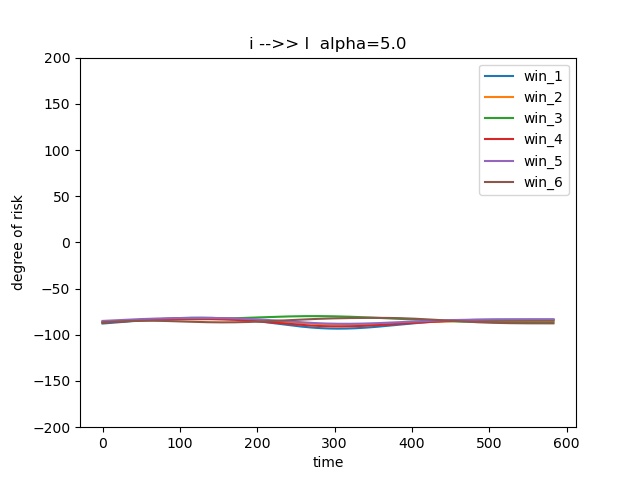 i -->> l  alpha=5.0
200
150
100
50
0
−50
−100
−150
−200
degree of risk
win_1
win_2
win_3
win_4
win_5
win_6
0 100 200 300 400 500 600
time